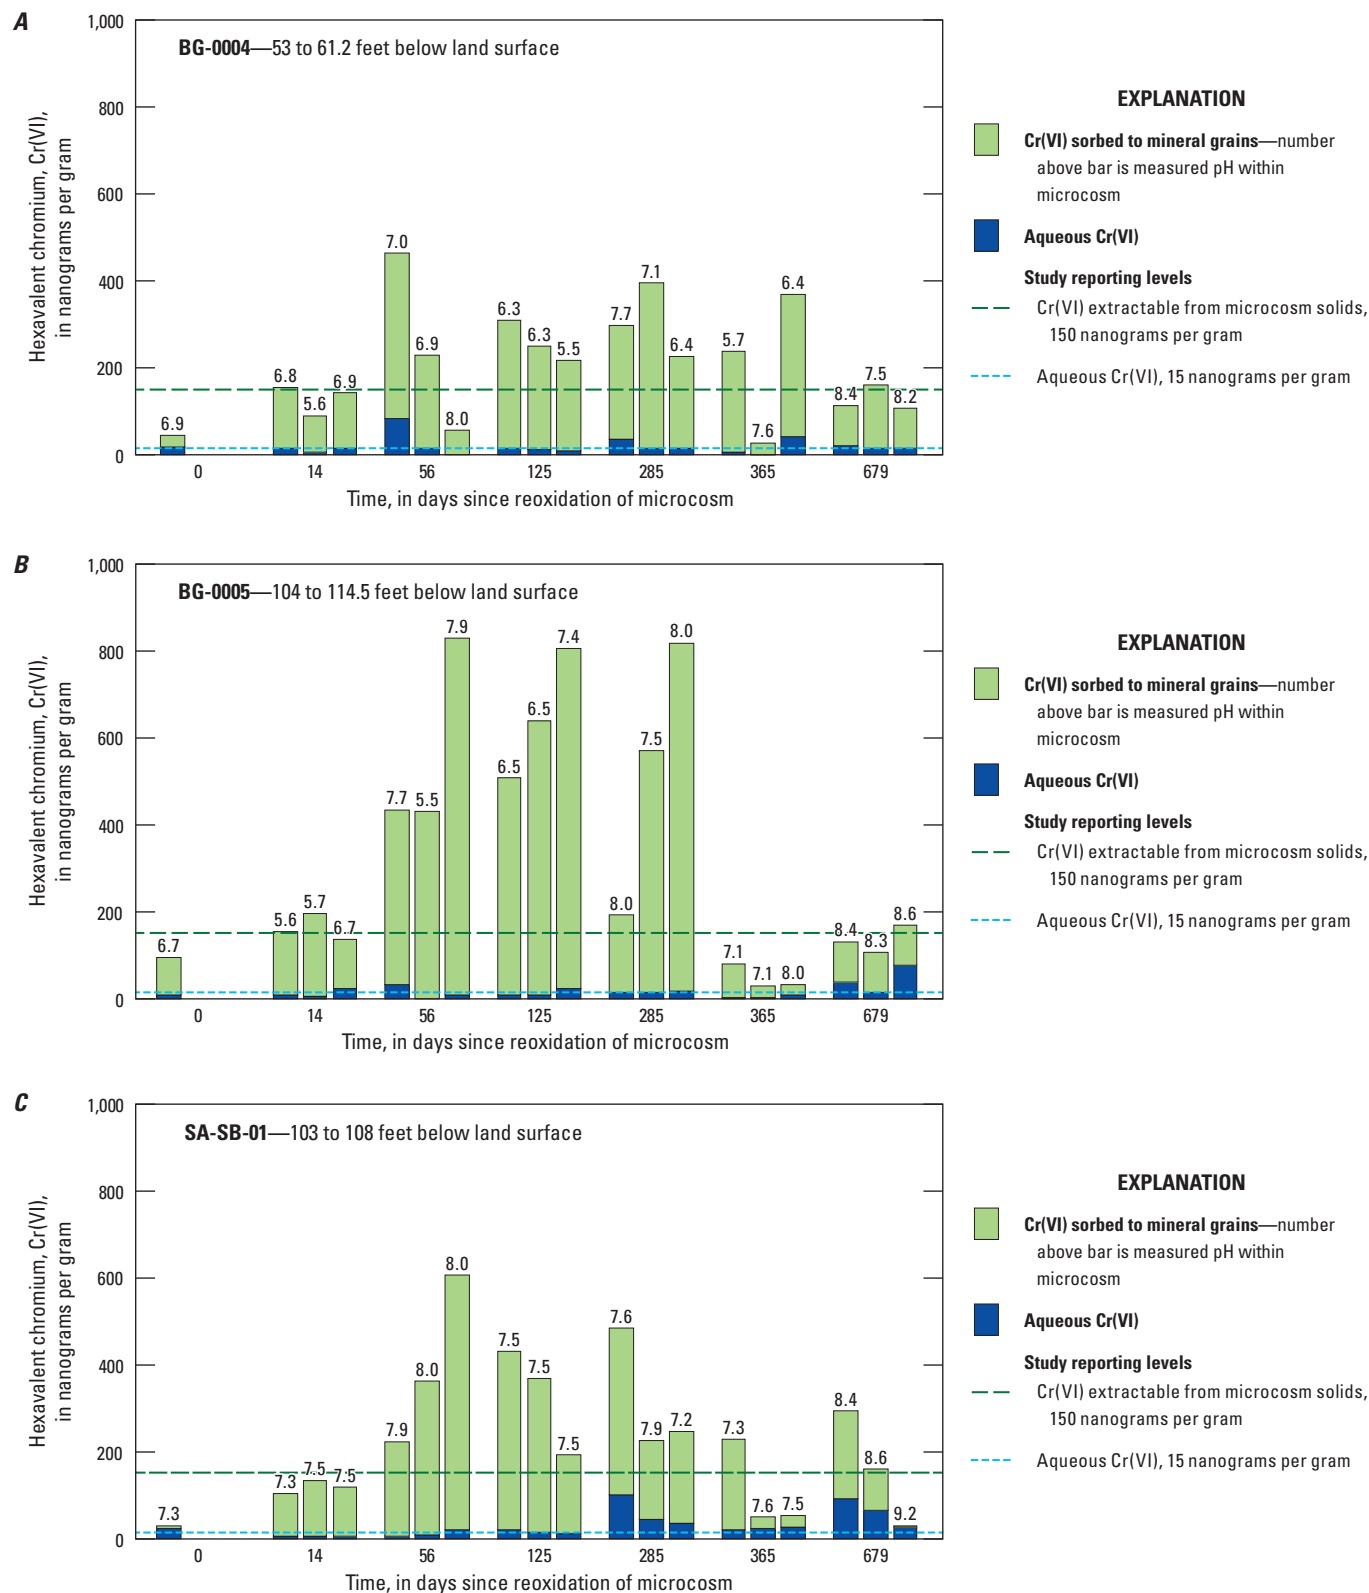 A
1,000
800
600
400
200
0
Hexavalent chromium, Cr(VI),
in nanograms per gram
BG-0004—53 to 61.2 feet below land surface
6.9
6.8
5.6
6.9
7.0
6.9
8.0
6.3
6.3
5.5
7.7
7.1
6.4
5.7
7.6
6.4
8.4
7.5
8.2
0 14 56 125 285 365 679
Time, in days since reoxidation of microcosm
EXPLANATION
Cr(VI) sorbed to mineral grains—number
above bar is measured pH within
microcosm
Aqueous Cr(VI)
Study reporting levels
Cr(VI) extractable from microcosm solids,
150 nanograms per gram
Aqueous Cr(VI), 15 nanograms per gram
B
1,000
800
600
400
200
0
Hexavalent chromium, Cr(VI),
in nanograms per gram
BG-0005—104 to 114.5 feet below land surface
6.7
5.6
5.7
6.7
7.7
5.5
7.9
6.5
6.5
7.4
8.0
7.5
8.0
7.1
7.1
8.0
8.4
8.3
8.6
0 14 56 125 285 365 679
Time, in days since reoxidation of microcosm
EXPLANATION
Cr(VI) sorbed to mineral grains—number
above bar is measured pH within
microcosm
Aqueous Cr(VI)
Study reporting levels
Cr(VI) extractable from microcosm solids,
150 nanograms per gram
Aqueous Cr(VI), 15 nanograms per gram
C
1,000
800
600
400
200
0
Hexavalent chromium, Cr(VI),
in nanograms per gram
SA-SB-01—103 to 108 feet below land surface
7.3
7.3
7.5
7.5
7.9
8.0
8.0
7.5
7.5
7.5
7.6
7.9
7.2
7.3
7.6
7.5
8.4
8.6
9.2
0 14 56 125 285 365 679
Time, in days since reoxidation of microcosm
EXPLANATION
Cr(VI) sorbed to mineral grains—number
above bar is measured pH within
microcosm
Aqueous Cr(VI)
Study reporting levels
Cr(VI) extractable from microcosm solids,
150 nanograms per gram
Aqueous Cr(VI), 15 nanograms per gram